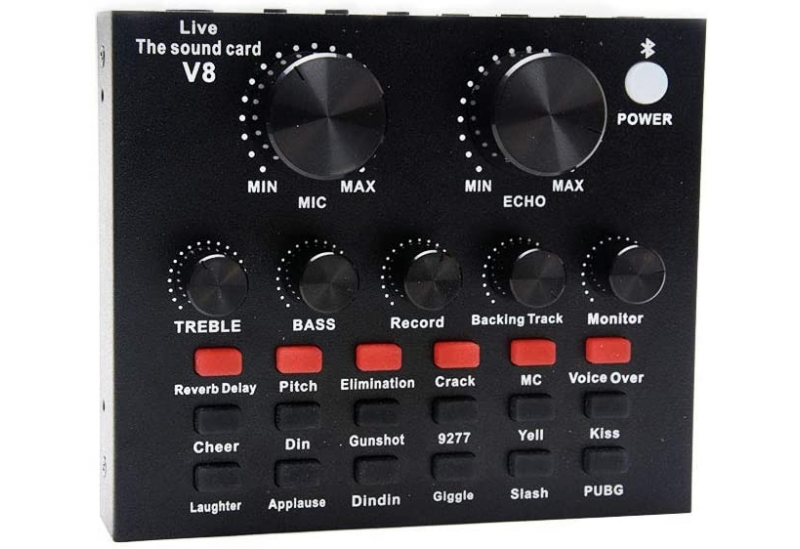 Live
The sound card
V8
POWER
MIN MAX MIN MAX
MIC ECHO
TREBLE BASS Record Backing Track Monitor
Reverb Delay Pitch Elimination Crack MC Voice Over
Cheer Din Gunshot 9277 Yell Kiss
Laughter Applause Dindin Giggle Slash PUBG